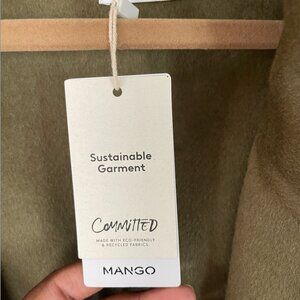 Sustainable
Garment
COMMITTED
MADE WITH ECO-FRIENDLY
& RECYCLED FABRICS
MANGO